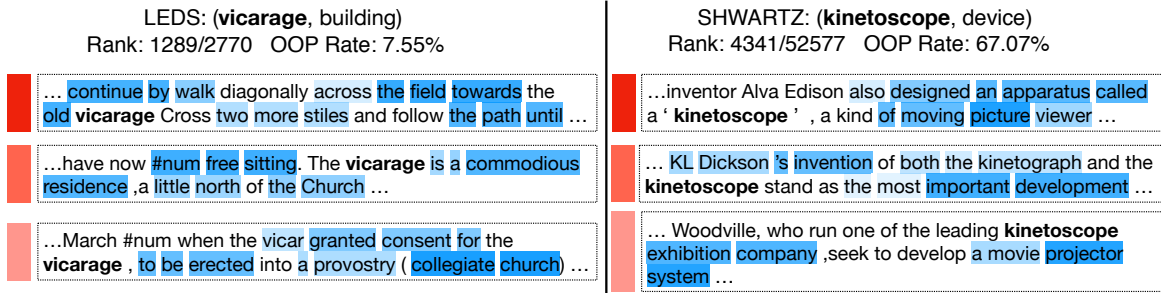 LEDS: (vicarage, building)
Rank: 1289/2770 OOP Rate: 7.55%
… continue by walk diagonally across the field towards the
old vicarage Cross two more stiles and follow the path until …
…have now #num free sitting. The vicarage is a commodious
residence ,a little north of the Church …
…March #num when the vicar granted consent for the
vicarage , to be erected into a provostry ( collegiate church) …
SHWARTZ: (kinetoscope, device)
Rank: 4341/52577 OOP Rate: 67.07%
…inventor Alva Edison also designed an apparatus called
a ‘ kinetoscope ’ , a kind of moving picture viewer …
… KL Dickson 's invention of both the kinetograph and the
kinetoscope stand as the most important development …
… Woodville, who run one of the leading kinetoscope
exhibition company ,seek to develop a movie projector
system …